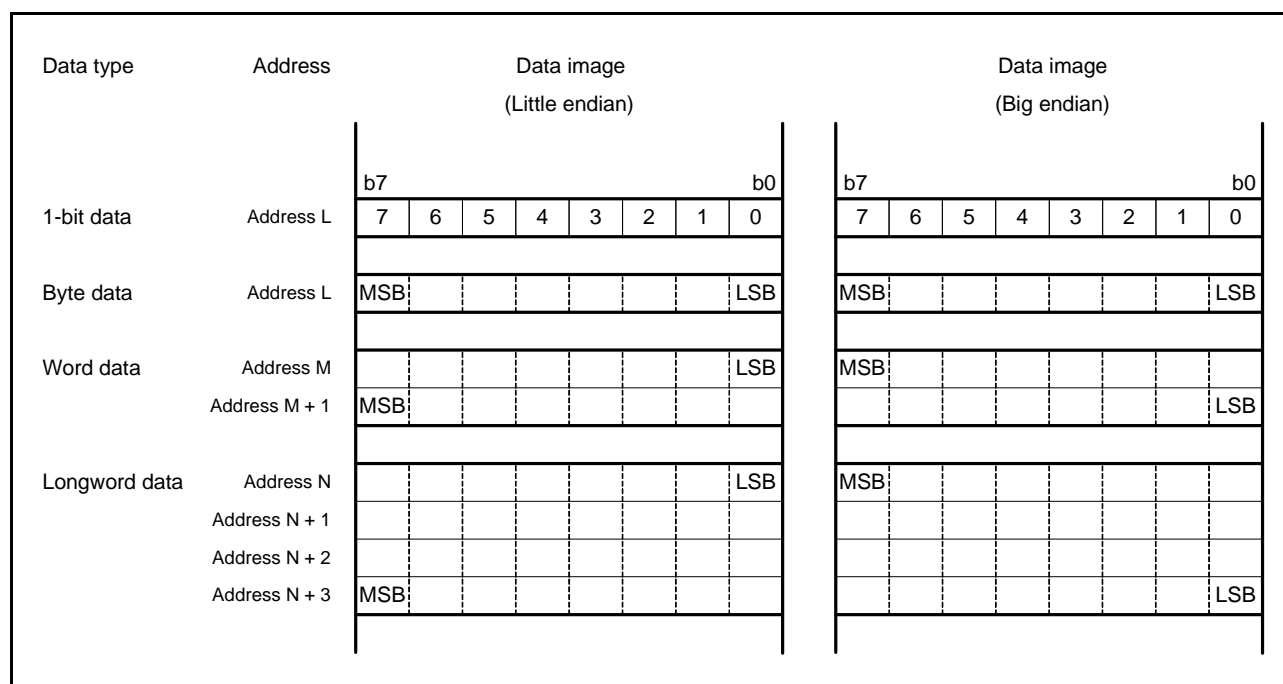 Data type Address Data image Data image
(Little endian) (Big endian)
b7 b0 b7 b0
1-bit data Address L 7 6 5 4 3 2 1 0 7 6 5 4 3 2 1 0
Byte data Address L MSB LSB MSB LSB
Word data Address M LSB MSB
Address M + 1 MSB LSB
Longword data Address N LSB MSB
Address N + 1
Address N + 2
Address N + 3 MSB LSB